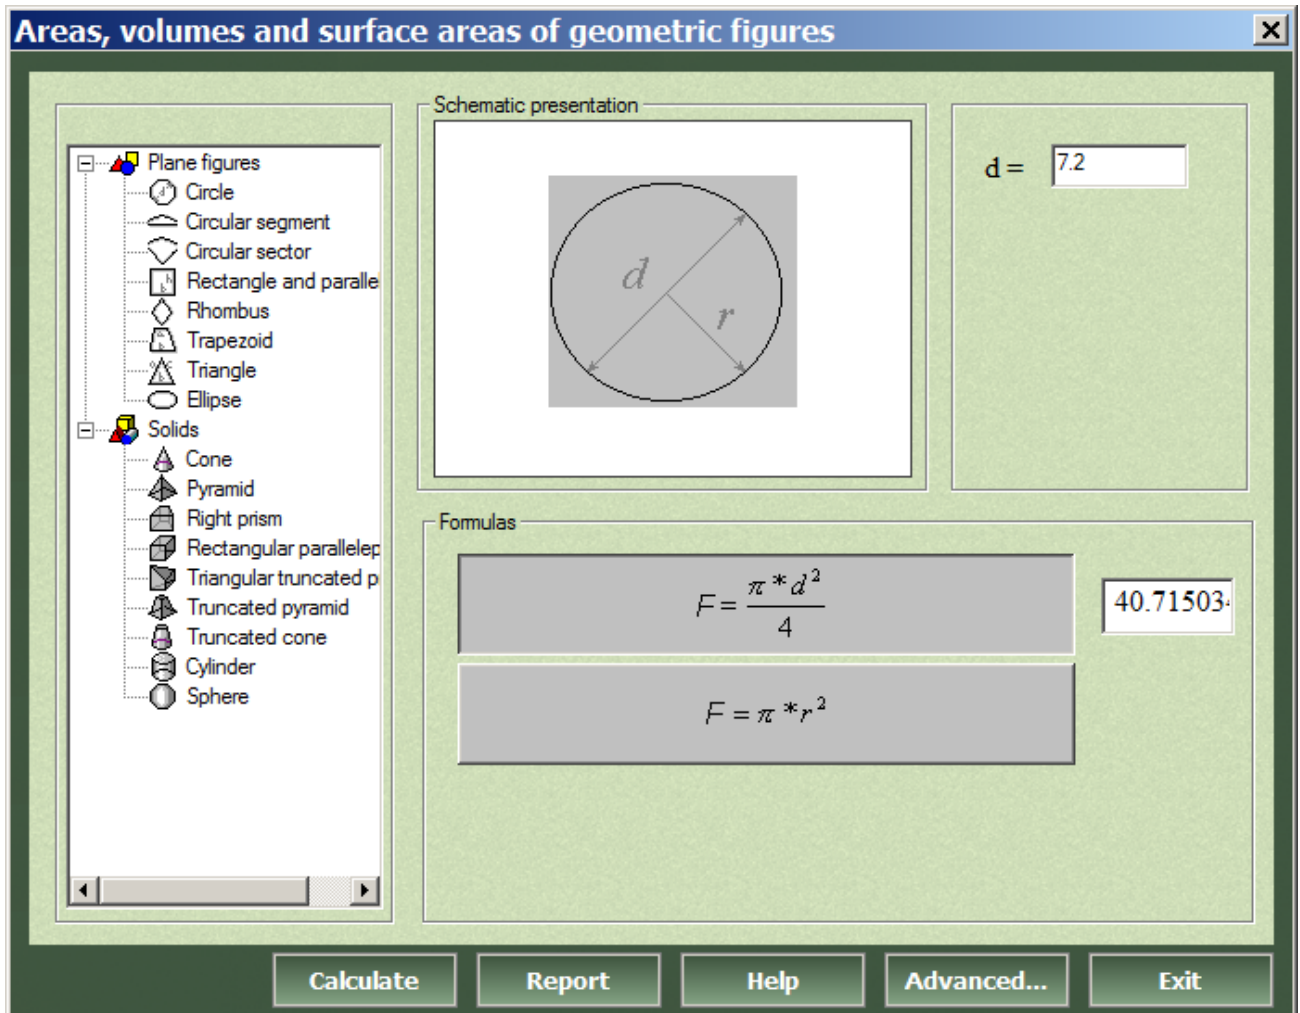 Areas, volumes and surface areas of geometric figures
Plane figures
Circle
Circular segment
Circular sector
Rectangle and paralle
Rhombus
Trapezoid
Triangle
Ellipse
Solids
Cone
Pyramid
Right prism
Rectangular parallelep
Triangular truncated p
Truncated pyramid
Truncated cone
Cylinder
Sphere
Schematic presentation
d
r
d = 7.2
Formulas
F = π * d² / 4
40.715034
F = π * r²
Calculate
Report
Help
Advanced...
Exit